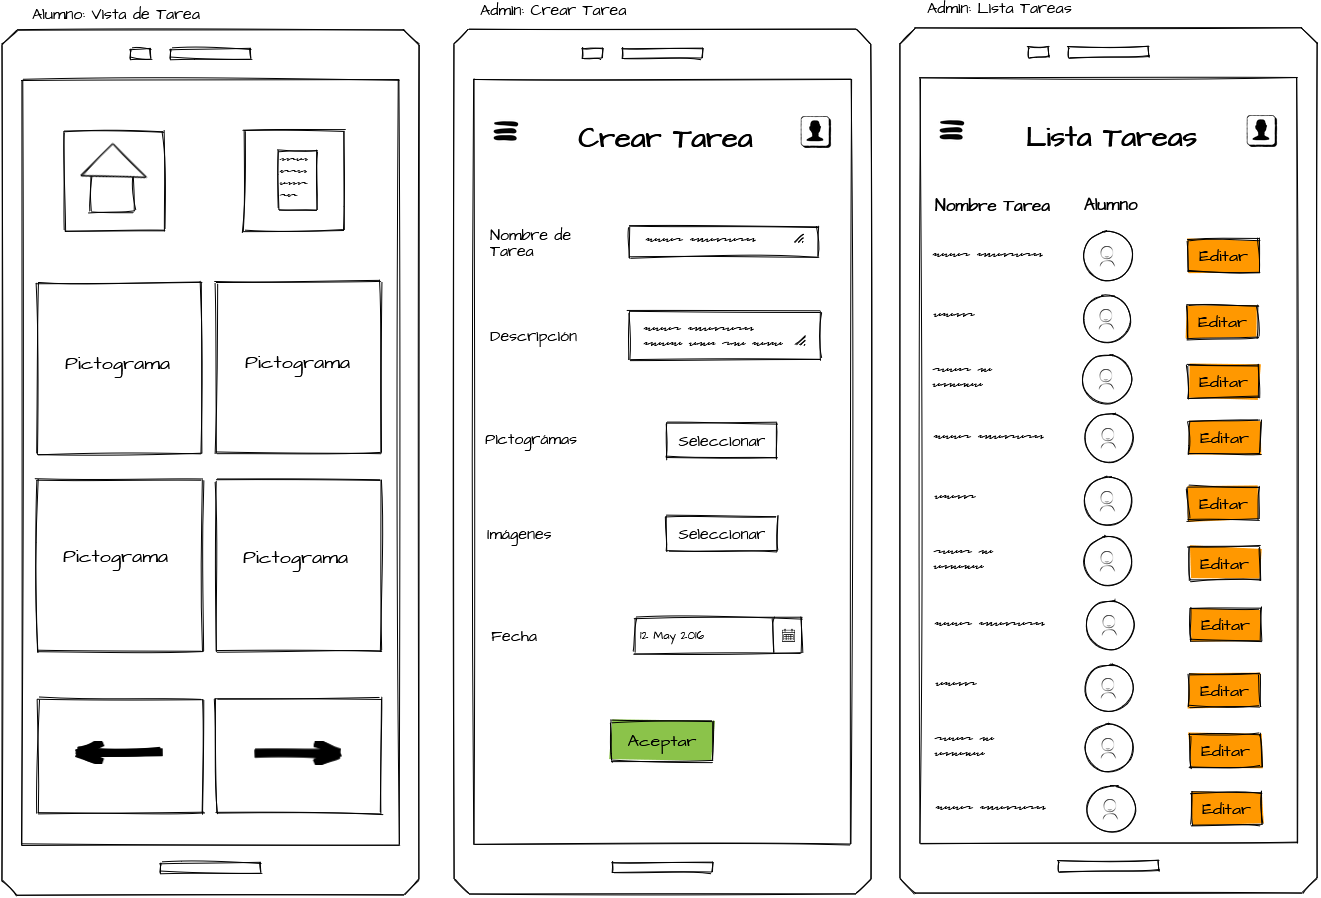 Alumno: Vista de Tarea
Pictograma
Pictograma
Pictograma
Pictograma
Admin: Crear Tarea
Crear Tarea
Nombre de
Tarea
Descripción
Pictogramas
Seleccionar
Imágenes
Seleccionar
Fecha
12 May 2016
Aceptar
Admin: Lista Tareas
Lista Tareas
Nombre Tarea Alumno
Editar
Editar
Editar
Editar
Editar
Editar
Editar
Editar
Editar
Editar